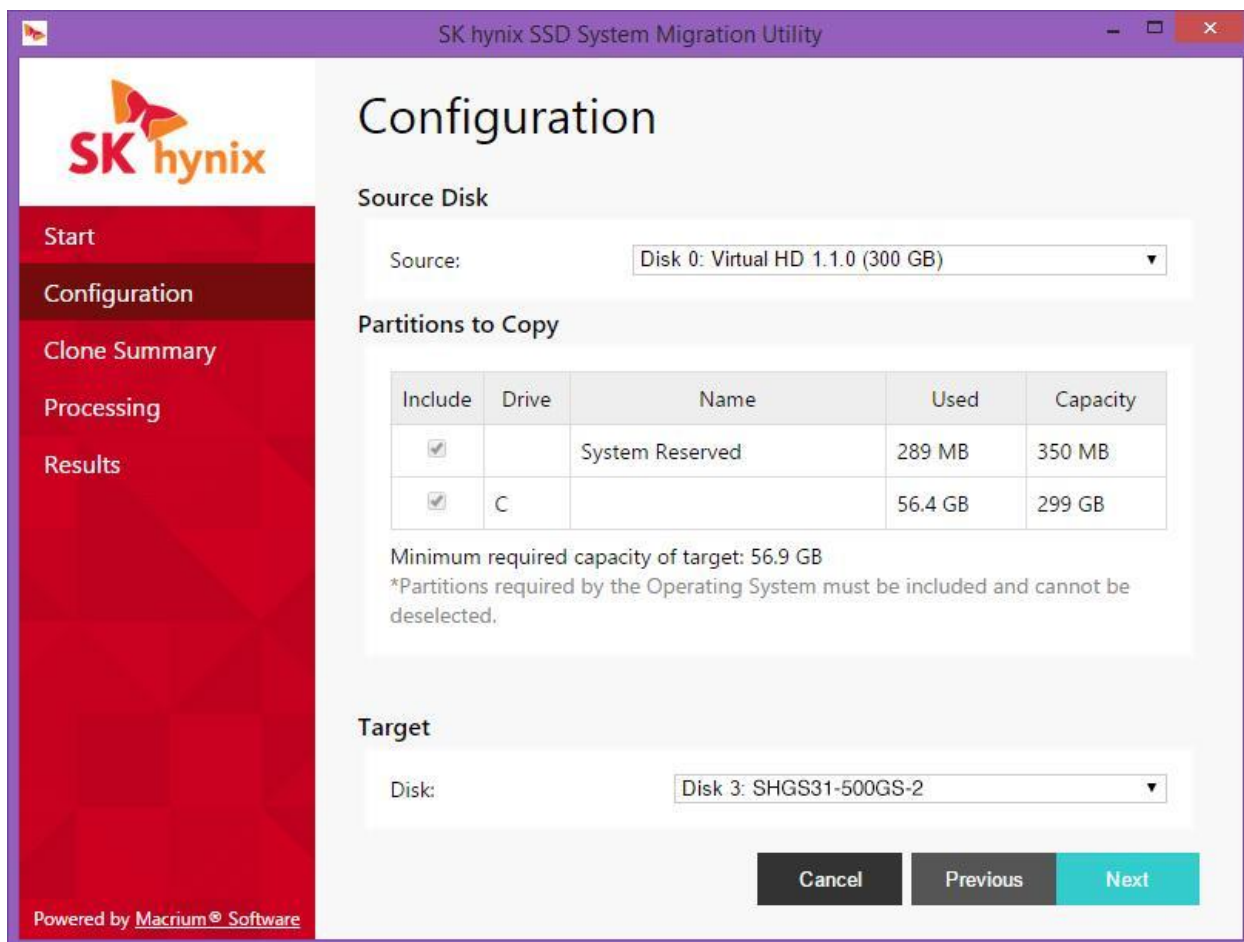 SK hynix SSD System Migration Utility
SK hynix
Start
Configuration
Clone Summary
Processing
Results
Powered by Macrium® Software
Configuration
Source Disk
Source: Disk 0: Virtual HD 1.1.0 (300 GB)
Partitions to Copy
Include Drive Name Used Capacity
System Reserved 289 MB 350 MB
C 56.4 GB 299 GB
Minimum required capacity of target: 56.9 GB
*Partitions required by the Operating System must be included and cannot be
deselected.
Target
Disk: Disk 3: SHGS31-500GS-2
Cancel Previous Next